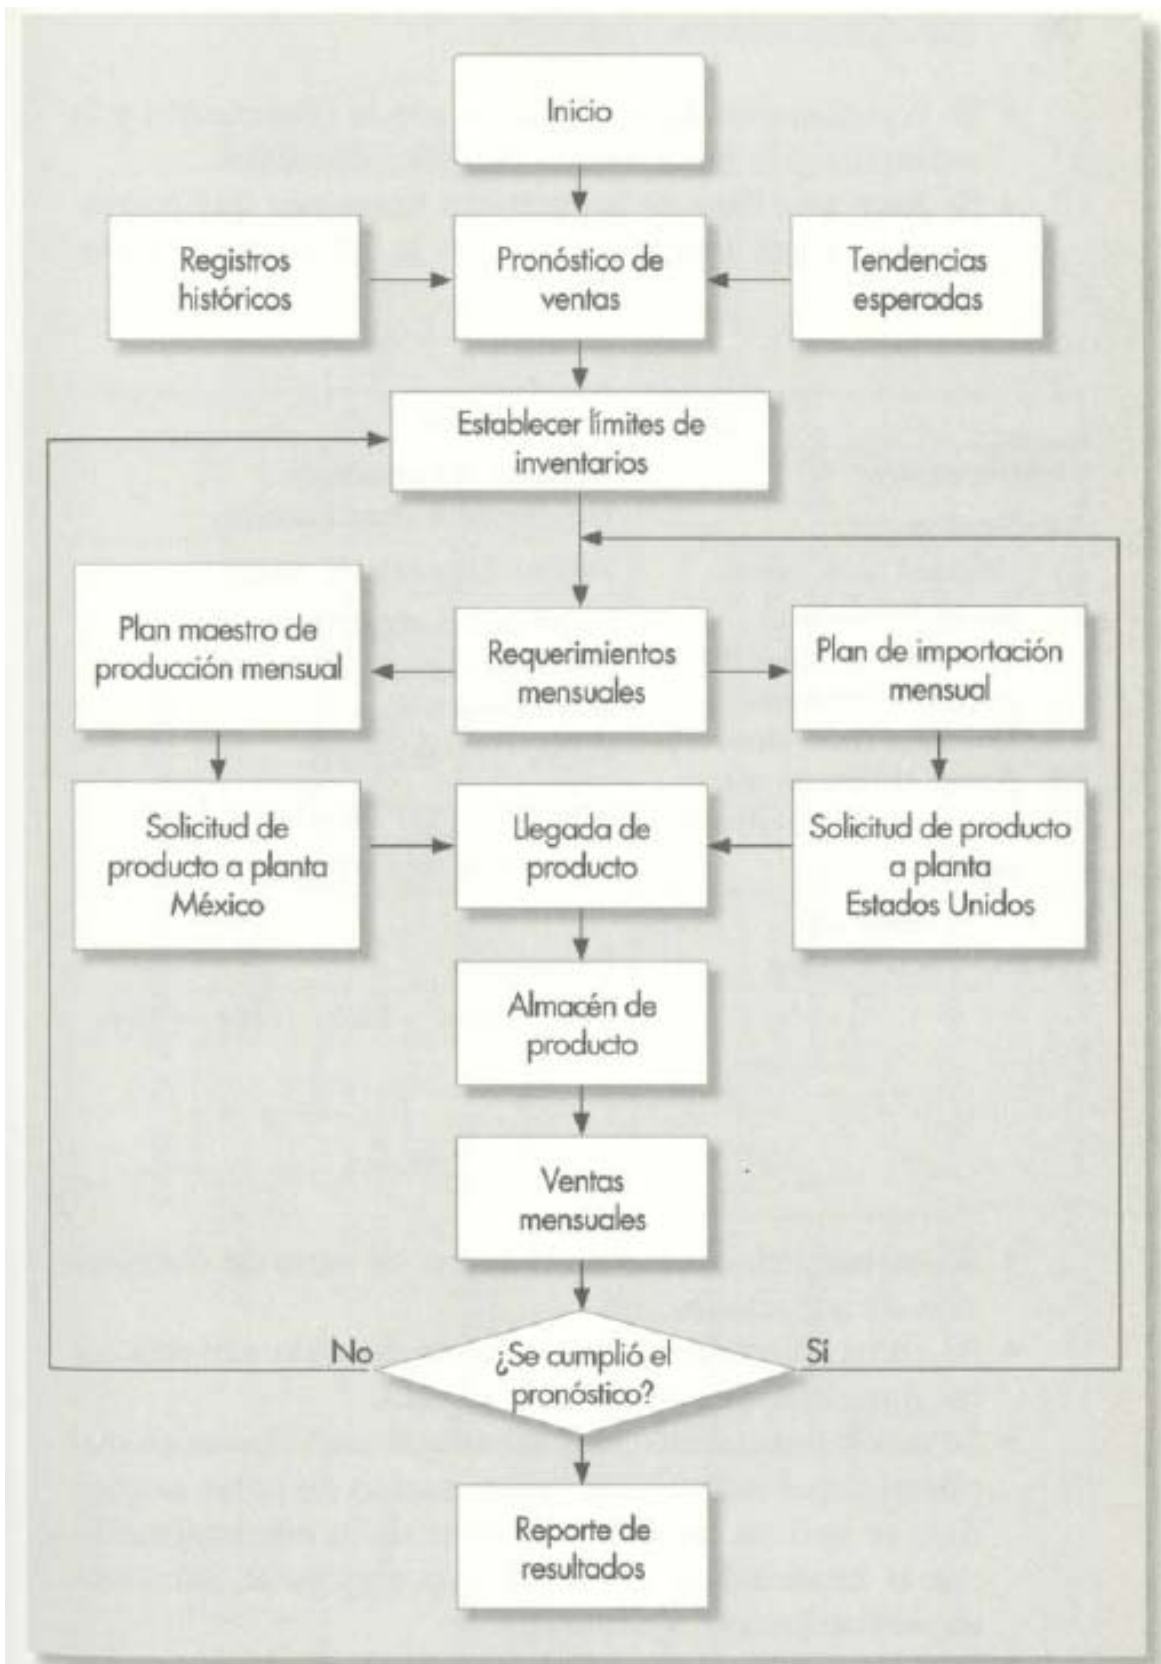 Inicio
Registros
históricos
Pronóstico de
ventas
Tendencias
esperadas
Establecer límites de
inventarios
Plan maestro de
producción mensual
Requerimientos
mensuales
Plan de importación
mensual
Solicitud de
producto a planta
México
Llegada de
producto
Solicitud de producto
a planta
Estados Unidos
Almacén de
producto
Ventas
mensuales
No
¿Se cumplió el
pronóstico?
Sí
Reporte de
resultados